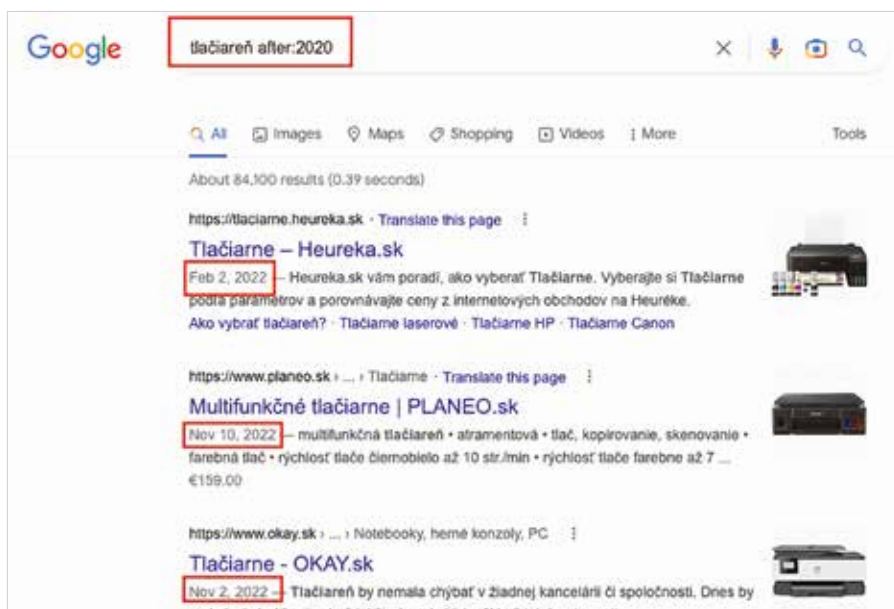 Google
tlačiareň after:2020
All Images Maps Shopping Videos More Tools
About 84,100 results (0.39 seconds)
https://tlaciarne.heureka.sk · Translate this page
Tlačiarne – Heureka.sk
Feb 2, 2022 — Heureka.sk vám poradí, ako vyberať Tlačiarne. Vyberajte si Tlačiarne
podľa parametrov a porovnávajte ceny z internetových obchodov na Heuréke.
Ako vybrať tlačiareň? · Tlačiarne laserové · Tlačiarne HP · Tlačiarne Canon
https://www.planeo.sk › ... › Tlačiarne · Translate this page
Multifunkčné tlačiarne | PLANEO.sk
Nov 10, 2022 — multifunkčná tlačiareň • atramentová • tlač, kopírovanie, skenovanie •
farebná tlač • rýchlosť tlače čiernobielo až 10 str./min • rýchlosť tlače farebne až 7 ...
€159.00
https://www.okay.sk › ... › Notebooky, herné konzoly, PC
Tlačiarne - OKAY.sk
Nov 2, 2022 — Tlačiareň by nemala chýbať v žiadnej kancelárii či spoločnosti. Dnes by